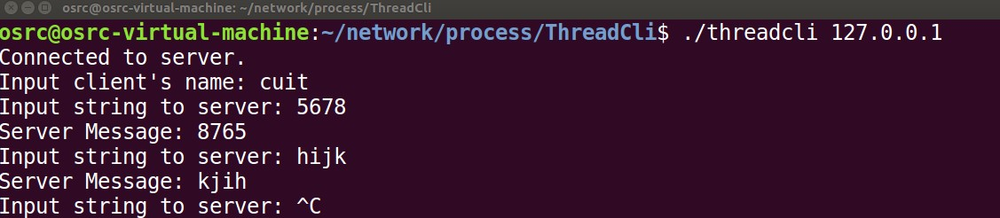 osrc@osrc-virtual-machine: ~/network/process/ThreadCli
osrc@osrc-virtual-machine:~/network/process/ThreadCli$ ./threadcli 127.0.0.1
Connected to server.
Input client's name: cuit
Input string to server: 5678
Server Message: 8765
Input string to server: hijk
Server Message: kjih
Input string to server: ^C